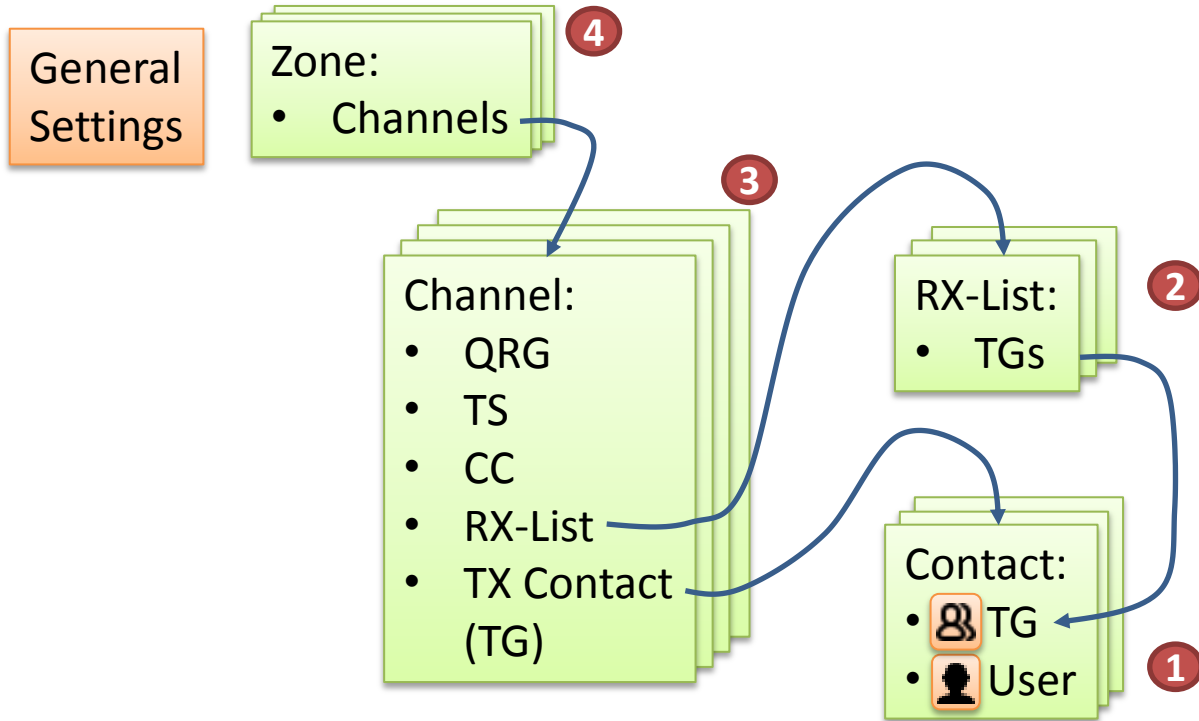 General
Settings
Zone:
• Channels
4
3
Channel:
• QRG
• TS
• CC
• RX-List
• TX Contact
(TG)
RX-List:
• TGs
2
Contact:
• TG
• User
1